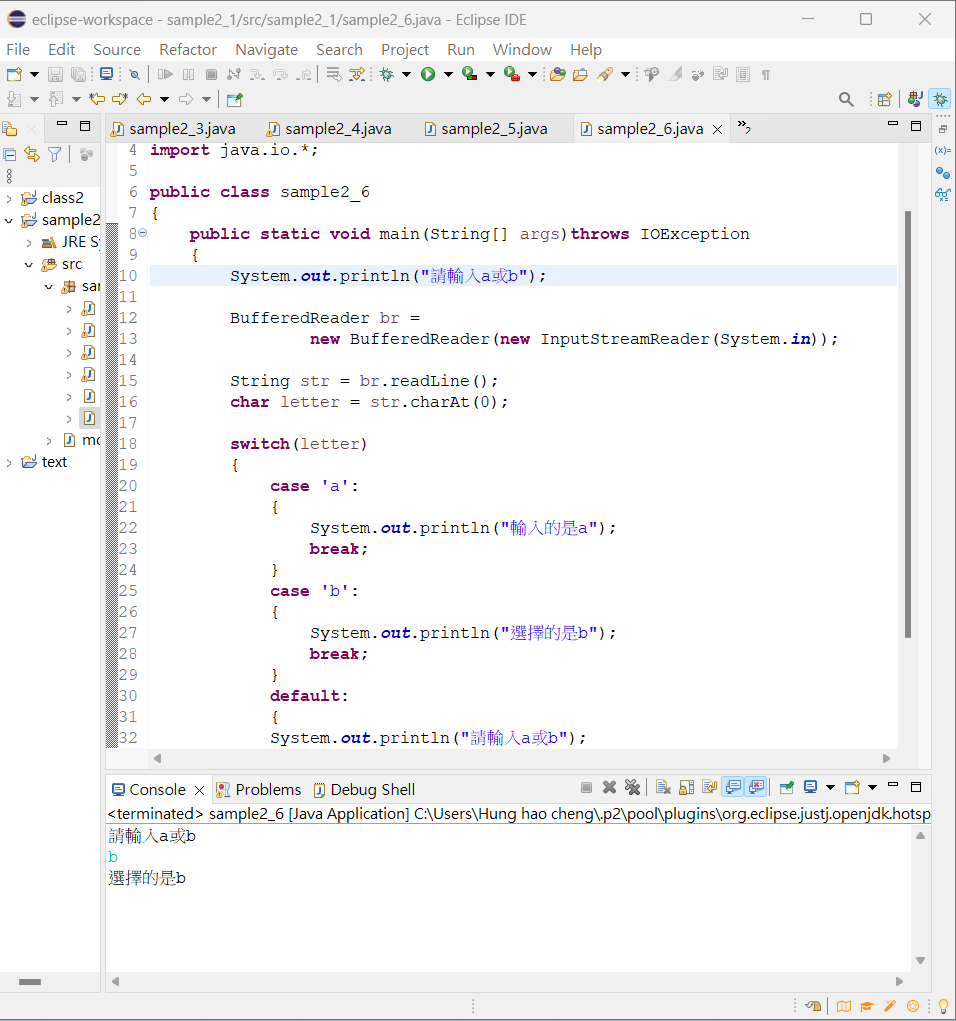 eclipse-workspace - sample2_1/src/sample2_1/sample2_6.java - Eclipse IDE
File Edit Source Refactor Navigate Search Project Run Window Help
sample2_3.java sample2_4.java sample2_5.java sample2_6.java »2
class2
sample2
JRE S
src
sa
mo
text
4 import java.io.*;
5
6 public class sample2_6
7 {
8 public static void main(String[] args)throws IOException
9 {
10 System.out.println("請輸入a或b");
11
12 BufferedReader br =
13 new BufferedReader(new InputStreamReader(System.in));
14
15 String str = br.readLine();
16 char letter = str.charAt(0);
17
18 switch(letter)
19 {
20 case 'a':
21 {
22 System.out.println("輸入的是a");
23 break;
24 }
25 case 'b':
26 {
27 System.out.println("選擇的是b");
28 break;
29 }
30 default:
31 {
32 System.out.println("請輸入a或b");
Console Problems Debug Shell
<terminated> sample2_6 [Java Application] C:\Users\Hung hao cheng\.p2\pool\plugins\org.eclipse.justj.openjdk.hotsp
請輸入a或b
b
選擇的是b